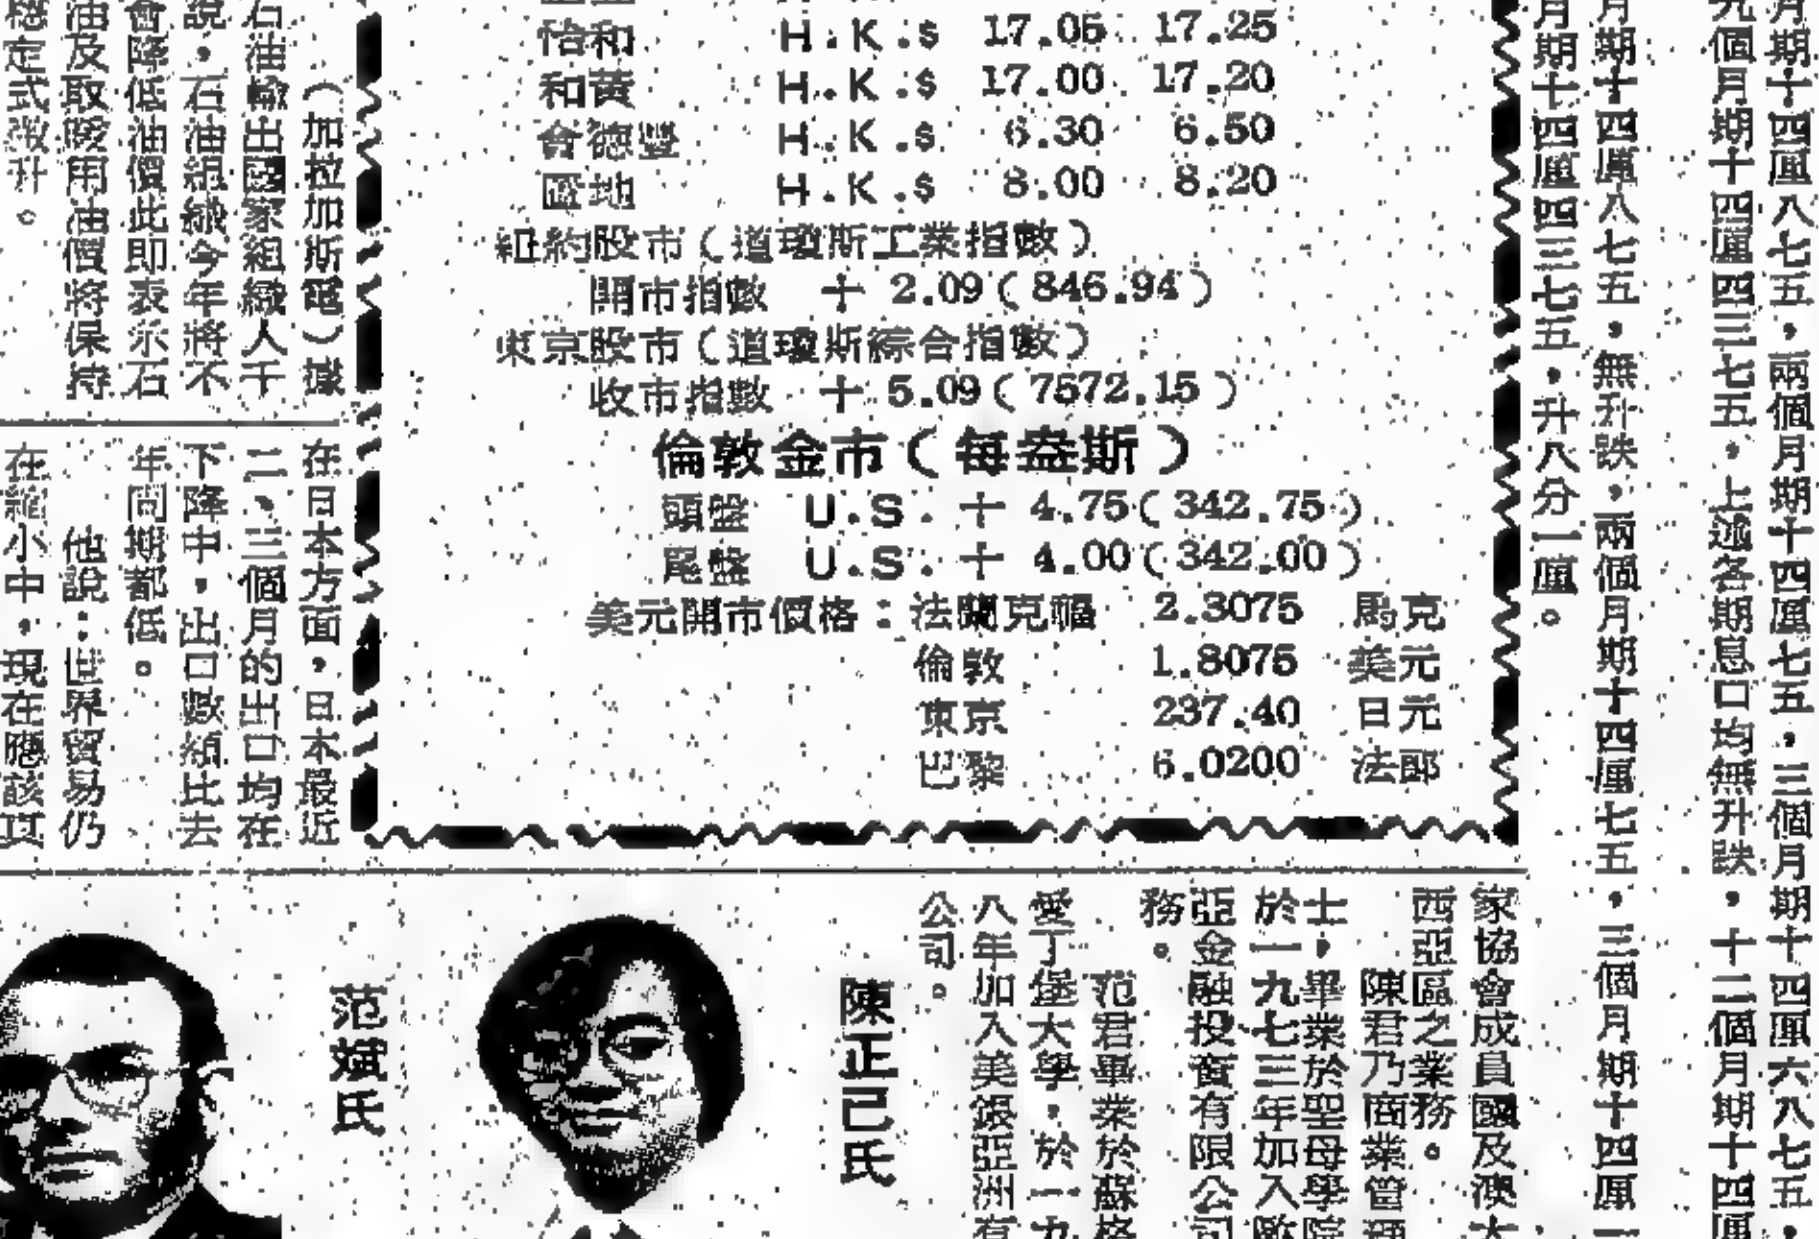 月期十四厘八七五，兩個月期十四厘七五，三個月期十四厘六八七五，
元個月期十四厘四三七五，上述各期息口均無升跌，十二個月期十四厘
月期十四厘八七五，無升跌，兩個月期十四厘七五，三個月期十四厘一
月期十四厘四三七五，升八分一厘。
怡和 H.K.$ 17.05 17.25
和黃 H.K.$ 17.00 17.20
會德豐 H.K.$ 6.30 6.50
置地 H.K.$ 8.00 8.20
紐約股市（道瓊斯工業指數）
開市指數 ＋2.09（846.94）
東京股市（道瓊斯綜合指數）
收市指數 ＋5.09（7572.15）
倫敦金市（每盎斯）
頭盤 U.S.＋4.75（342.75）
尾盤 U.S.＋4.00（342.00）
美元開市價格：法蘭克福 2.3075 馬克
倫敦 1.8075 美元
東京 237.40 日元
巴黎 6.0200 法郎
（加拉加斯電）據
石油輸出國家組織人千
說，石油組織今年將不
會降低油價此即表示石
油及取暖用油價將保持
穩定式微升。
在日本方面，日本最近
二、三個月的出口均在
下降中，出口數額比去
年同期都低。
他說：世界貿易仍
在縮小中，現在應該其
家協會成員國及澳大
西亞區之業務。
陳君乃商業管理
士，畢業於聖母學院
於一九七三年加入歐
亞金融投資有限公司
務。
范君畢業於蘇格
愛丁堡大學，於一九
八年加入美銀亞洲有
公司。
陳正己氏
范斌氏